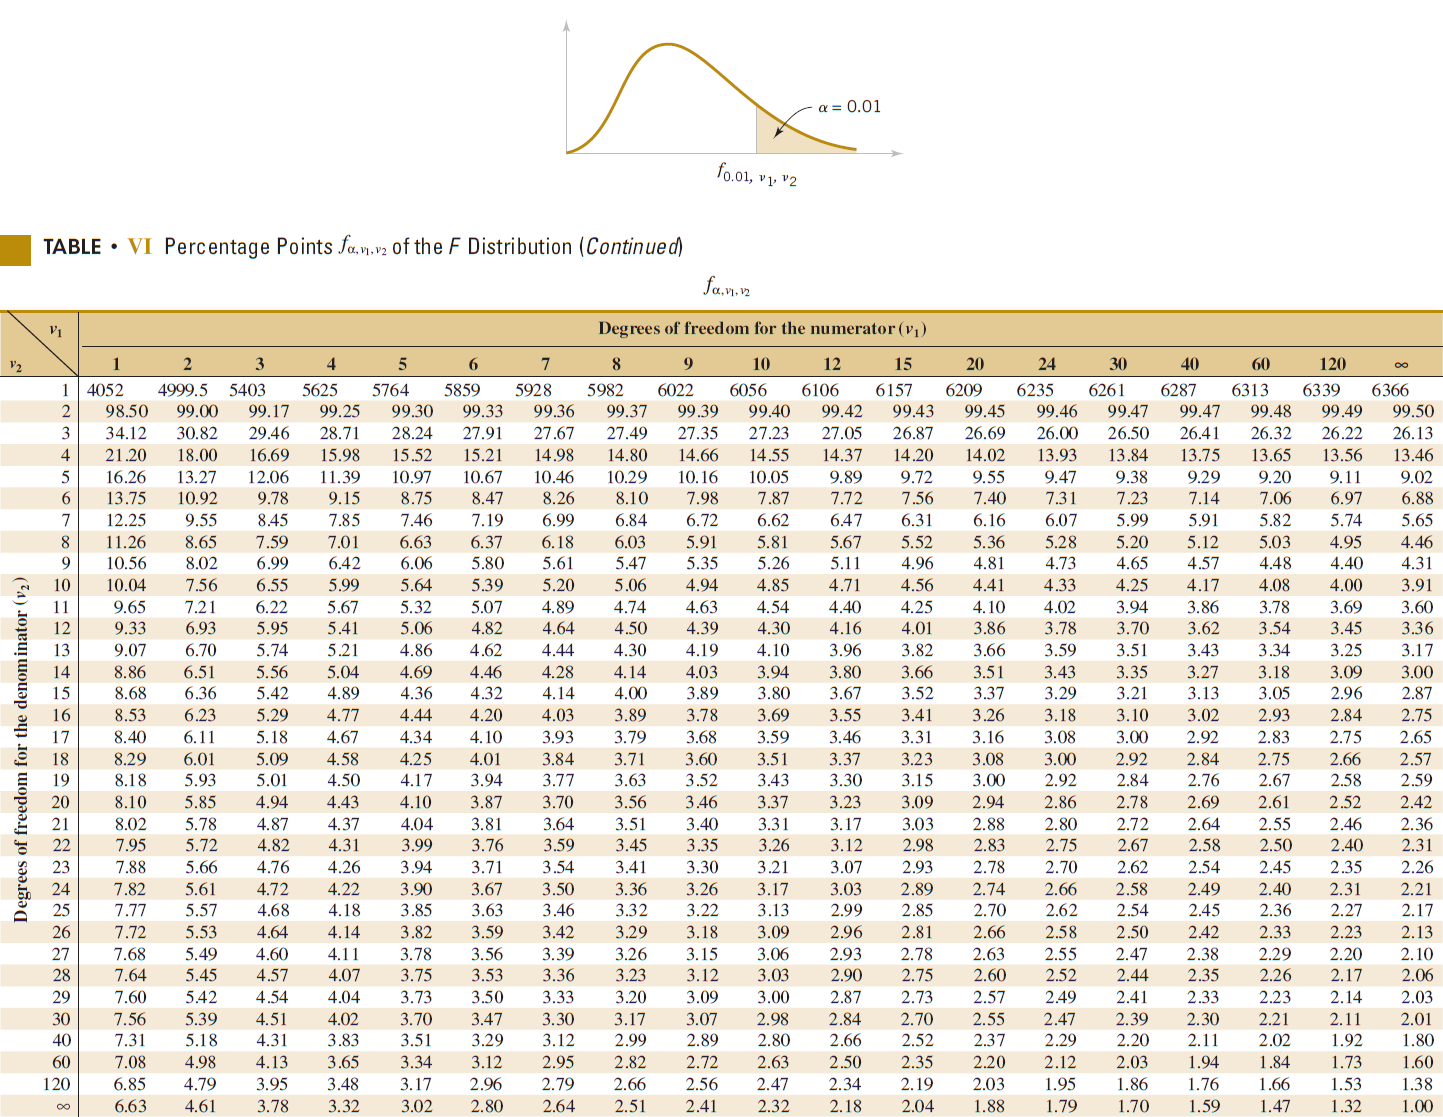 α = 0.01
f0.01, ν1, ν2
TABLE • VI Percentage Points fα,ν1,ν2 of the F Distribution (Continued)
fα,ν1,ν2
ν1 Degrees of freedom for the numerator (ν1)
ν2 1 2 3 4 5 6 7 8 9 10 12 15 20 24 30 40 60 120 ∞
Degrees of freedom for the denominator (ν2)
1 4052 4999.5 5403 5625 5764 5859 5928 5982 6022 6056 6106 6157 6209 6235 6261 6287 6313 6339 6366
2 98.50 99.00 99.17 99.25 99.30 99.33 99.36 99.37 99.39 99.40 99.42 99.43 99.45 99.46 99.47 99.47 99.48 99.49 99.50
3 34.12 30.82 29.46 28.71 28.24 27.91 27.67 27.49 27.35 27.23 27.05 26.87 26.69 26.00 26.50 26.41 26.32 26.22 26.13
4 21.20 18.00 16.69 15.98 15.52 15.21 14.98 14.80 14.66 14.55 14.37 14.20 14.02 13.93 13.84 13.75 13.65 13.56 13.46
5 16.26 13.27 12.06 11.39 10.97 10.67 10.46 10.29 10.16 10.05 9.89 9.72 9.55 9.47 9.38 9.29 9.20 9.11 9.02
6 13.75 10.92 9.78 9.15 8.75 8.47 8.26 8.10 7.98 7.87 7.72 7.56 7.40 7.31 7.23 7.14 7.06 6.97 6.88
7 12.25 9.55 8.45 7.85 7.46 7.19 6.99 6.84 6.72 6.62 6.47 6.31 6.16 6.07 5.99 5.91 5.82 5.74 5.65
8 11.26 8.65 7.59 7.01 6.63 6.37 6.18 6.03 5.91 5.81 5.67 5.52 5.36 5.28 5.20 5.12 5.03 4.95 4.46
9 10.56 8.02 6.99 6.42 6.06 5.80 5.61 5.47 5.35 5.26 5.11 4.96 4.81 4.73 4.65 4.57 4.48 4.40 4.31
10 10.04 7.56 6.55 5.99 5.64 5.39 5.20 5.06 4.94 4.85 4.71 4.56 4.41 4.33 4.25 4.17 4.08 4.00 3.91
11 9.65 7.21 6.22 5.67 5.32 5.07 4.89 4.74 4.63 4.54 4.40 4.25 4.10 4.02 3.94 3.86 3.78 3.69 3.60
12 9.33 6.93 5.95 5.41 5.06 4.82 4.64 4.50 4.39 4.30 4.16 4.01 3.86 3.78 3.70 3.62 3.54 3.45 3.36
13 9.07 6.70 5.74 5.21 4.86 4.62 4.44 4.30 4.19 4.10 3.96 3.82 3.66 3.59 3.51 3.43 3.34 3.25 3.17
14 8.86 6.51 5.56 5.04 4.69 4.46 4.28 4.14 4.03 3.94 3.80 3.66 3.51 3.43 3.35 3.27 3.18 3.09 3.00
15 8.68 6.36 5.42 4.89 4.36 4.32 4.14 4.00 3.89 3.80 3.67 3.52 3.37 3.29 3.21 3.13 3.05 2.96 2.87
16 8.53 6.23 5.29 4.77 4.44 4.20 4.03 3.89 3.78 3.69 3.55 3.41 3.26 3.18 3.10 3.02 2.93 2.84 2.75
17 8.40 6.11 5.18 4.67 4.34 4.10 3.93 3.79 3.68 3.59 3.46 3.31 3.16 3.08 3.00 2.92 2.83 2.75 2.65
18 8.29 6.01 5.09 4.58 4.25 4.01 3.84 3.71 3.60 3.51 3.37 3.23 3.08 3.00 2.92 2.84 2.75 2.66 2.57
19 8.18 5.93 5.01 4.50 4.17 3.94 3.77 3.63 3.52 3.43 3.30 3.15 3.00 2.92 2.84 2.76 2.67 2.58 2.59
20 8.10 5.85 4.94 4.43 4.10 3.87 3.70 3.56 3.46 3.37 3.23 3.09 2.94 2.86 2.78 2.69 2.61 2.52 2.42
21 8.02 5.78 4.87 4.37 4.04 3.81 3.64 3.51 3.40 3.31 3.17 3.03 2.88 2.80 2.72 2.64 2.55 2.46 2.36
22 7.95 5.72 4.82 4.31 3.99 3.76 3.59 3.45 3.35 3.26 3.12 2.98 2.83 2.75 2.67 2.58 2.50 2.40 2.31
23 7.88 5.66 4.76 4.26 3.94 3.71 3.54 3.41 3.30 3.21 3.07 2.93 2.78 2.70 2.62 2.54 2.45 2.35 2.26
24 7.82 5.61 4.72 4.22 3.90 3.67 3.50 3.36 3.26 3.17 3.03 2.89 2.74 2.66 2.58 2.49 2.40 2.31 2.21
25 7.77 5.57 4.68 4.18 3.85 3.63 3.46 3.32 3.22 3.13 2.99 2.85 2.70 2.62 2.54 2.45 2.36 2.27 2.17
26 7.72 5.53 4.64 4.14 3.82 3.59 3.42 3.29 3.18 3.09 2.96 2.81 2.66 2.58 2.50 2.42 2.33 2.23 2.13
27 7.68 5.49 4.60 4.11 3.78 3.56 3.39 3.26 3.15 3.06 2.93 2.78 2.63 2.55 2.47 2.38 2.29 2.20 2.10
28 7.64 5.45 4.57 4.07 3.75 3.53 3.36 3.23 3.12 3.03 2.90 2.75 2.60 2.52 2.44 2.35 2.26 2.17 2.06
29 7.60 5.42 4.54 4.04 3.73 3.50 3.33 3.20 3.09 3.00 2.87 2.73 2.57 2.49 2.41 2.33 2.23 2.14 2.03
30 7.56 5.39 4.51 4.02 3.70 3.47 3.30 3.17 3.07 2.98 2.84 2.70 2.55 2.47 2.39 2.30 2.21 2.11 2.01
40 7.31 5.18 4.31 3.83 3.51 3.29 3.12 2.99 2.89 2.80 2.66 2.52 2.37 2.29 2.20 2.11 2.02 1.92 1.80
60 7.08 4.98 4.13 3.65 3.34 3.12 2.95 2.82 2.72 2.63 2.50 2.35 2.20 2.12 2.03 1.94 1.84 1.73 1.60
120 6.85 4.79 3.95 3.48 3.17 2.96 2.79 2.66 2.56 2.47 2.34 2.19 2.03 1.95 1.86 1.76 1.66 1.53 1.38
∞ 6.63 4.61 3.78 3.32 3.02 2.80 2.64 2.51 2.41 2.32 2.18 2.04 1.88 1.79 1.70 1.59 1.47 1.32 1.00